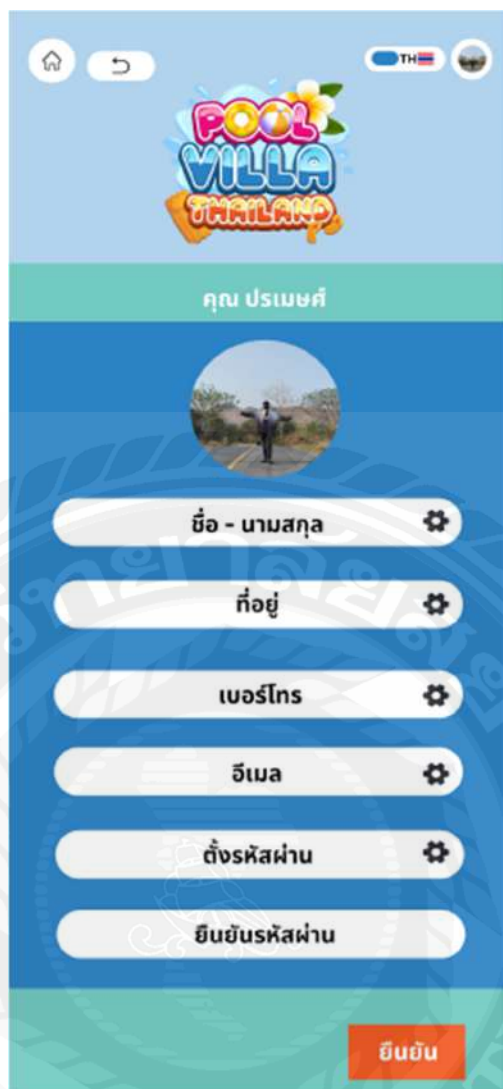 TH
POOL
VILLA
THAILAND
คุณ ปรเมษศ์
ชื่อ - นามสกุล
ที่อยู่
เบอร์โทร
อีเมล
ตั้งรหัสผ่าน
ยืนยันรหัสผ่าน
ยืนยัน